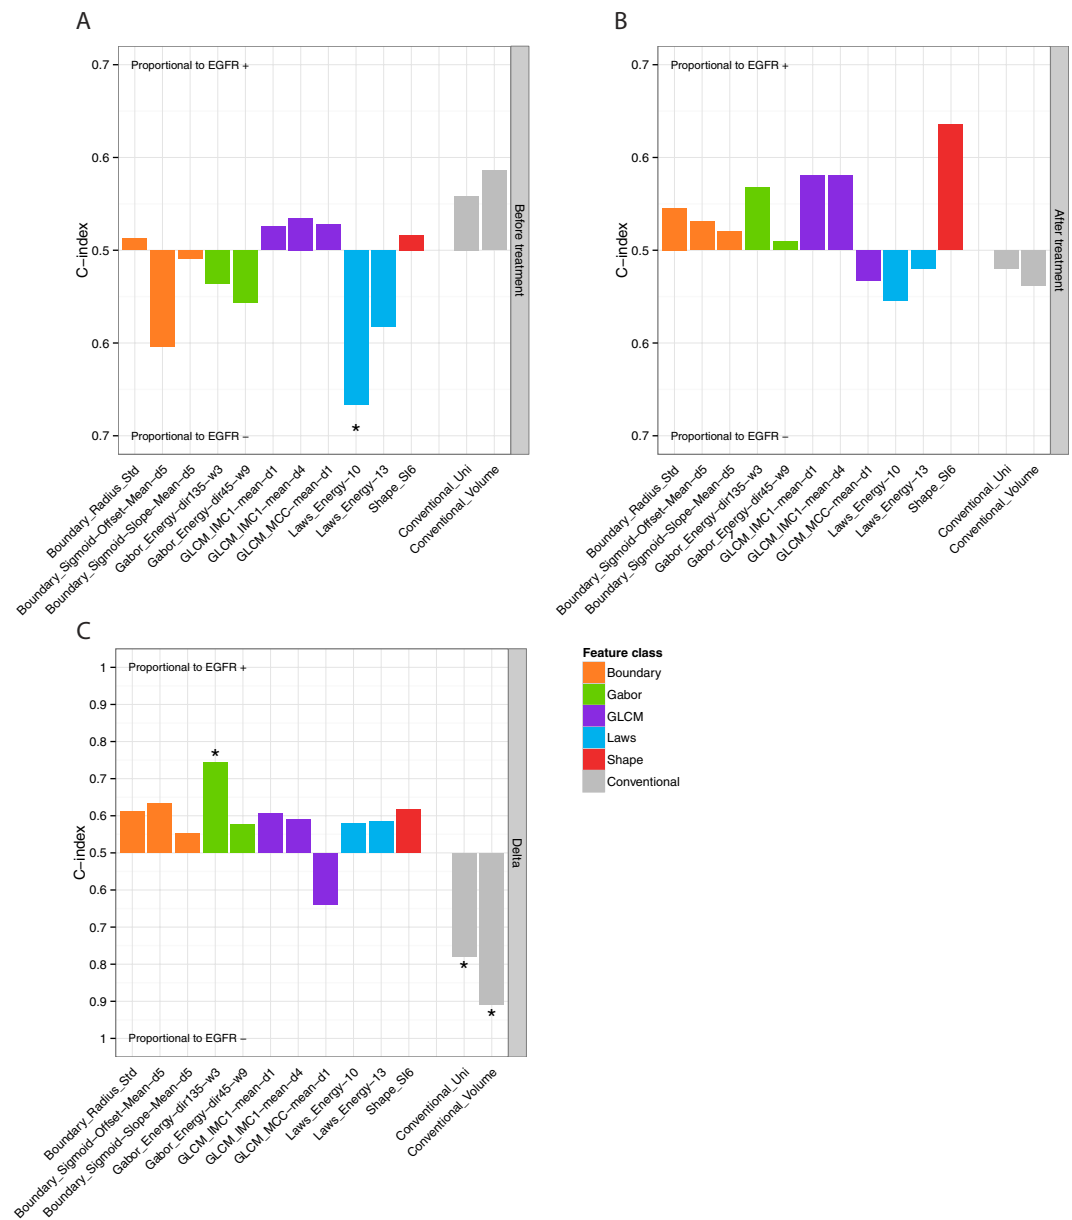 A
0.7
Proportional to EGFR +
0.6
0.5
0.6
0.7
Proportional to EGFR −
*
C−index
Before treatment
Boundary_Radius_Std
Boundary_Sigmoid−Offset−Mean−d5
Boundary_Sigmoid−Slope−Mean−d5
Gabor_Energy−dir135−w3
Gabor_Energy−dir45−w9
GLCM_IMC1−mean−d1
GLCM_IMC1−mean−d4
GLCM_MCC−mean−d1
Laws_Energy−10
Laws_Energy−13
Shape_SI6
Conventional_Uni
Conventional_Volume
B
0.7
Proportional to EGFR +
0.6
0.5
0.6
0.7
Proportional to EGFR −
C−index
After treatment
Boundary_Radius_Std
Boundary_Sigmoid−Offset−Mean−d5
Boundary_Sigmoid−Slope−Mean−d5
Gabor_Energy−dir135−w3
Gabor_Energy−dir45−w9
GLCM_IMC1−mean−d1
GLCM_IMC1−mean−d4
GLCM_MCC−mean−d1
Laws_Energy−10
Laws_Energy−13
Shape_SI6
Conventional_Uni
Conventional_Volume
C
1
Proportional to EGFR +
0.9
0.8
*
0.7
0.6
0.5
0.6
0.7
0.8
*
0.9
*
1
Proportional to EGFR −
C−index
Delta
Boundary_Radius_Std
Boundary_Sigmoid−Offset−Mean−d5
Boundary_Sigmoid−Slope−Mean−d5
Gabor_Energy−dir135−w3
Gabor_Energy−dir45−w9
GLCM_IMC1−mean−d1
GLCM_IMC1−mean−d4
GLCM_MCC−mean−d1
Laws_Energy−10
Laws_Energy−13
Shape_SI6
Conventional_Uni
Conventional_Volume
Feature class
Boundary
Gabor
GLCM
Laws
Shape
Conventional